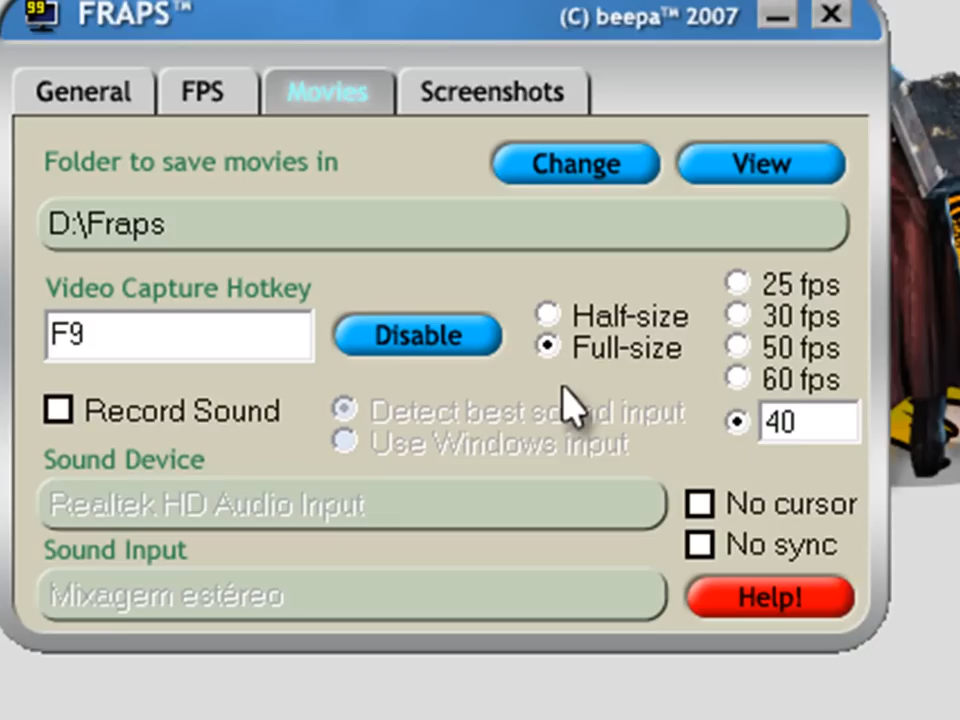 99 FRAPS™ (C) beepa™ 2007
General FPS Movies Screenshots
Folder to save movies in Change View
D:\Fraps
Video Capture Hotkey
F9 Disable
Half-size
Full-size
25 fps
30 fps
50 fps
60 fps
40
Record Sound
Detect best sound input
Use Windows input
Sound Device
Realtek HD Audio Input
No cursor
Sound Input
No sync
Mixagem estéreo
Help!